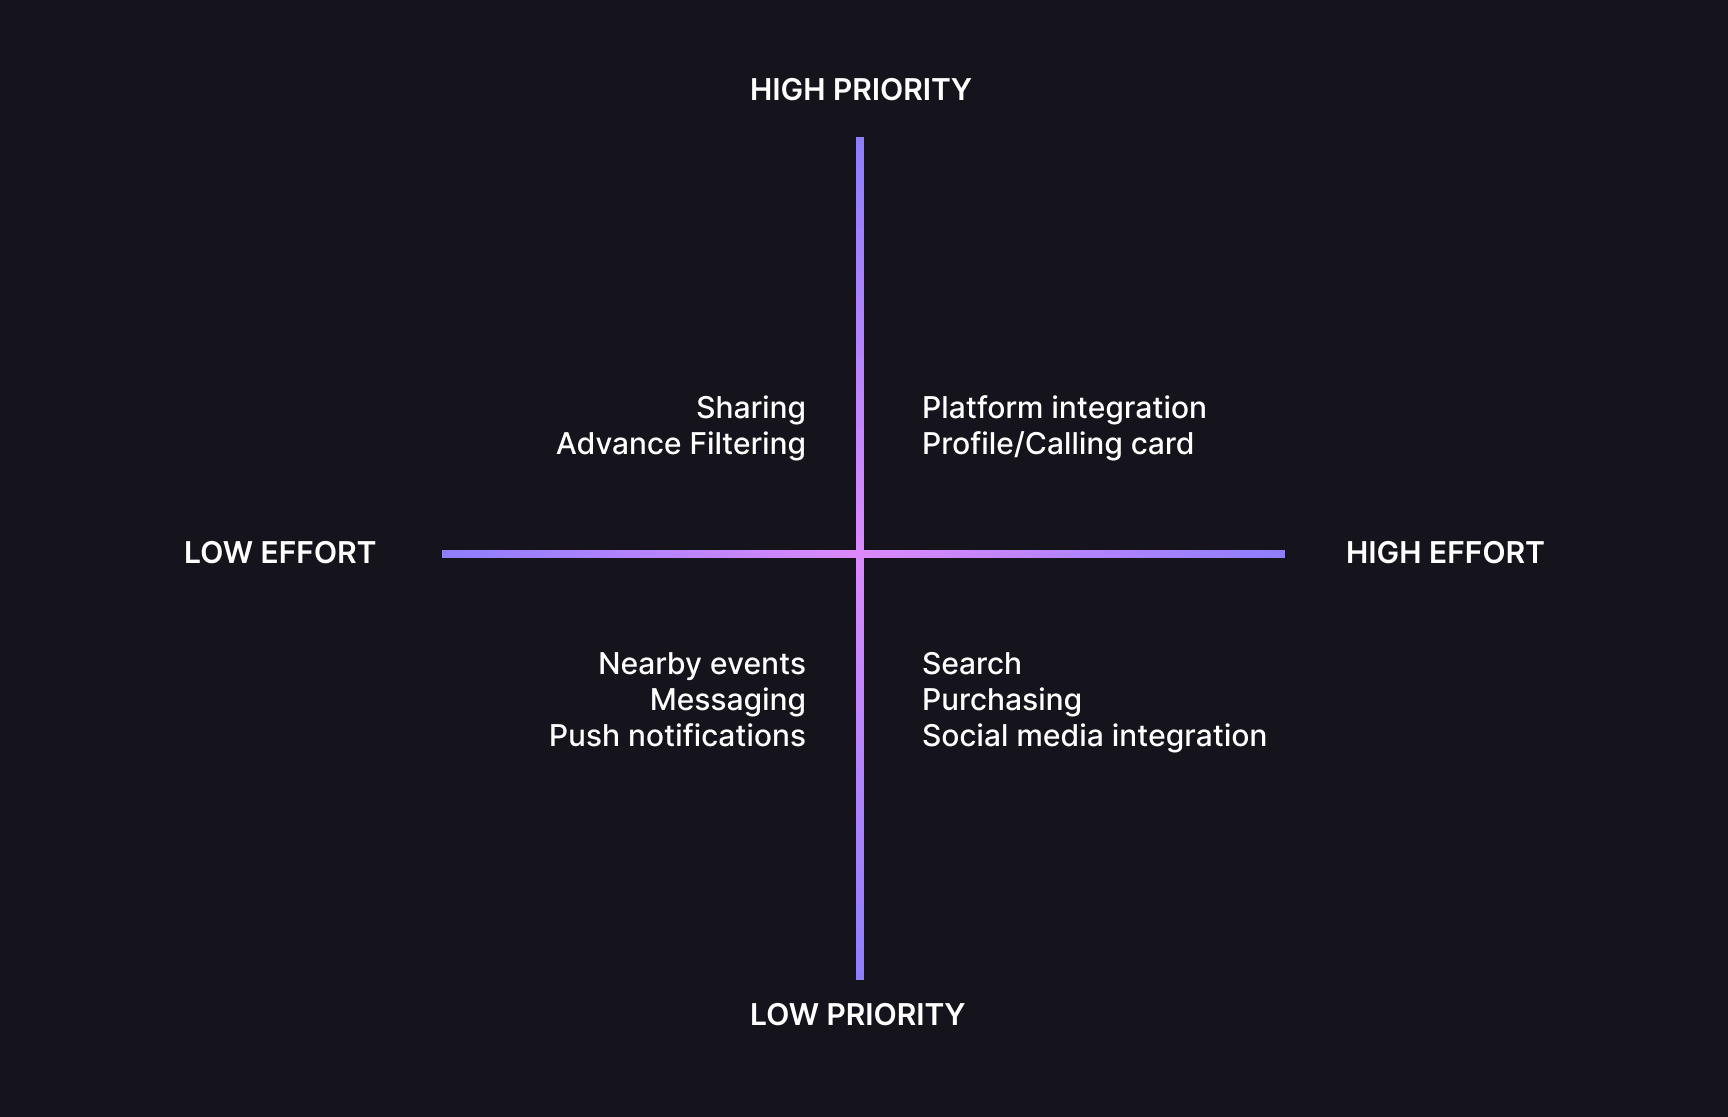 HIGH PRIORITY
Sharing
Advance Filtering
Platform integration
Profile/Calling card
LOW EFFORT
HIGH EFFORT
Nearby events
Messaging
Push notifications
Search
Purchasing
Social media integration
LOW PRIORITY